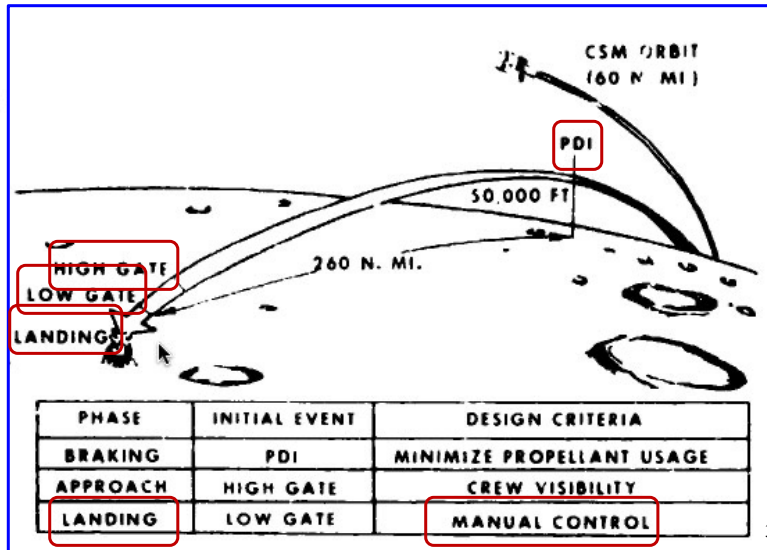 CSM ORBIT
(60 N. MI.)
PDI
50,000 FT
HIGH GATE
260 N. MI.
LOW GATE
LANDING
PHASE INITIAL EVENT DESIGN CRITERIA
BRAKING PDI MINIMIZE PROPELLANT USAGE
APPROACH HIGH GATE CREW VISIBILITY
LANDING LOW GATE MANUAL CONTROL